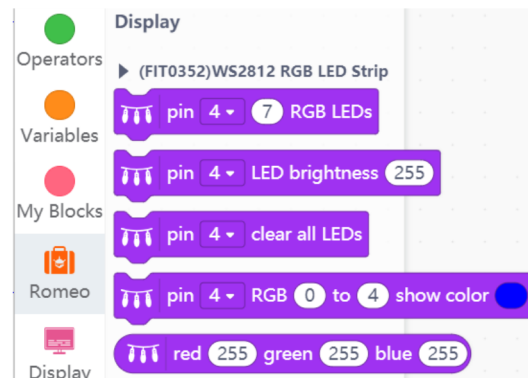 Display
Operators
(FIT0352)WS2812 RGB LED Strip
pin 4 7 RGB LEDs
Variables
pin 4 LED brightness 255
My Blocks
pin 4 clear all LEDs
Romeo
pin 4 RGB 0 to 4 show color
Display
red 255 green 255 blue 255